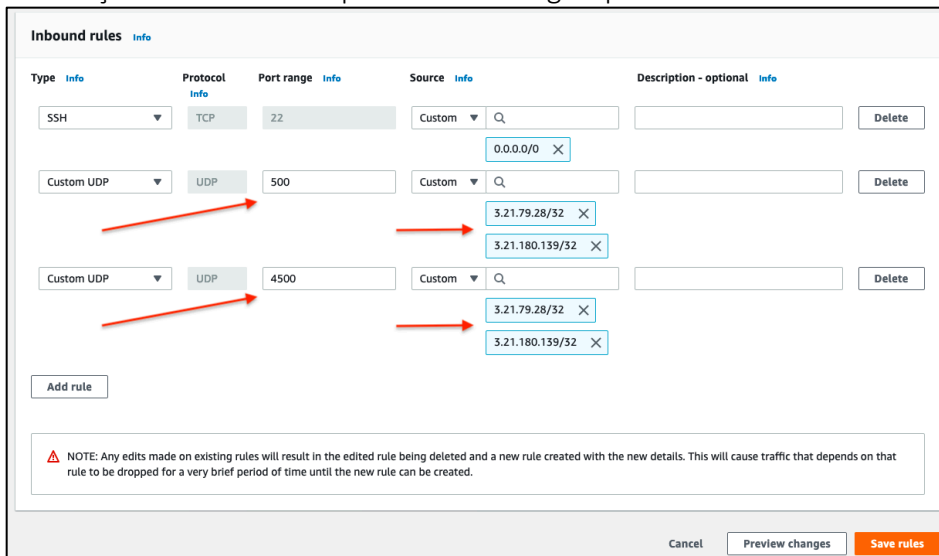 Inbound rules Info
Type Info Protocol Info Port range Info Source Info Description - optional Info
SSH TCP 22 Custom Delete
0.0.0.0/0
Custom UDP UDP 500 Custom Delete
3.21.79.28/32
3.21.180.139/32
Custom UDP UDP 4500 Custom Delete
3.21.79.28/32
3.21.180.139/32
Add rule
NOTE: Any edits made on existing rules will result in the edited rule being deleted and a new rule created with the new details. This will cause traffic that depends on that
rule to be dropped for a very brief period of time until the new rule can be created.
Cancel Preview changes Save rules